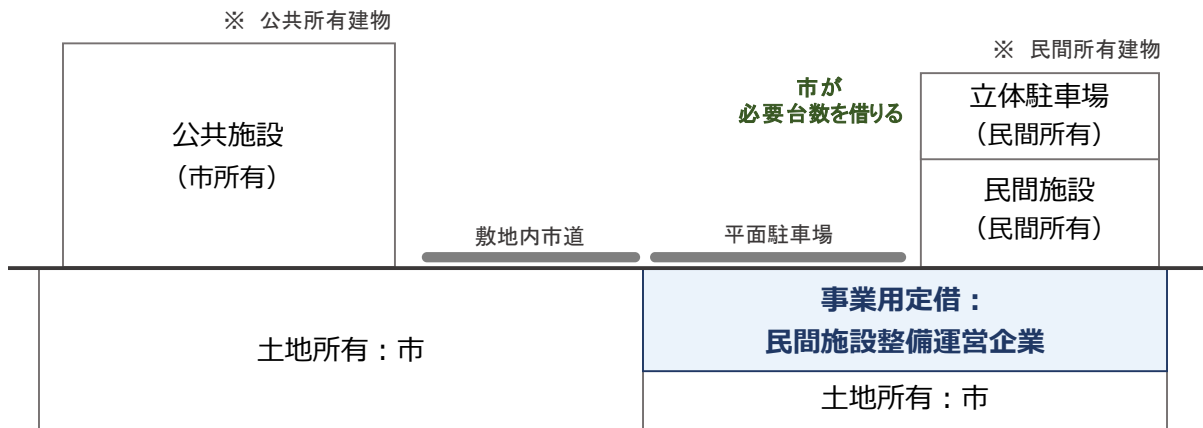 ※ 公共所有建物
※ 民間所有建物
公共施設
（市所有）
市が
必要台数を借りる
立体駐車場
（民間所有）
民間施設
（民間所有）
敷地内市道
平面駐車場
土地所有：市
事業用定借：
民間施設整備運営企業
土地所有：市